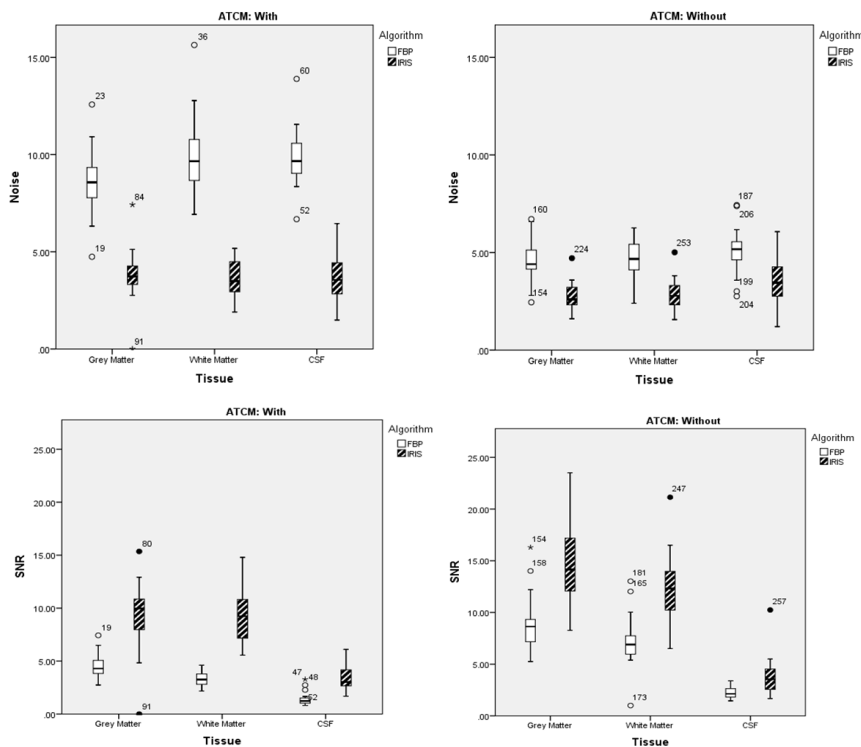 ATCM: With
Algorithm
FBP
IRIS
Noise
15.00
10.00
5.00
.00
23
19
84
91
36
60
52
Grey Matter
White Matter
CSF
Tissue
ATCM: Without
Algorithm
FBP
IRIS
Noise
15.00
10.00
5.00
.00
160
154
224
253
187
206
199
204
Grey Matter
White Matter
CSF
Tissue
ATCM: With
Algorithm
FBP
IRIS
SNR
25.00
20.00
15.00
10.00
5.00
.00
19
80
91
47
48
52
Grey Matter
White Matter
CSF
Tissue
ATCM: Without
Algorithm
FBP
IRIS
SNR
25.00
20.00
15.00
10.00
5.00
.00
154
158
181
165
173
247
257
Grey Matter
White Matter
CSF
Tissue